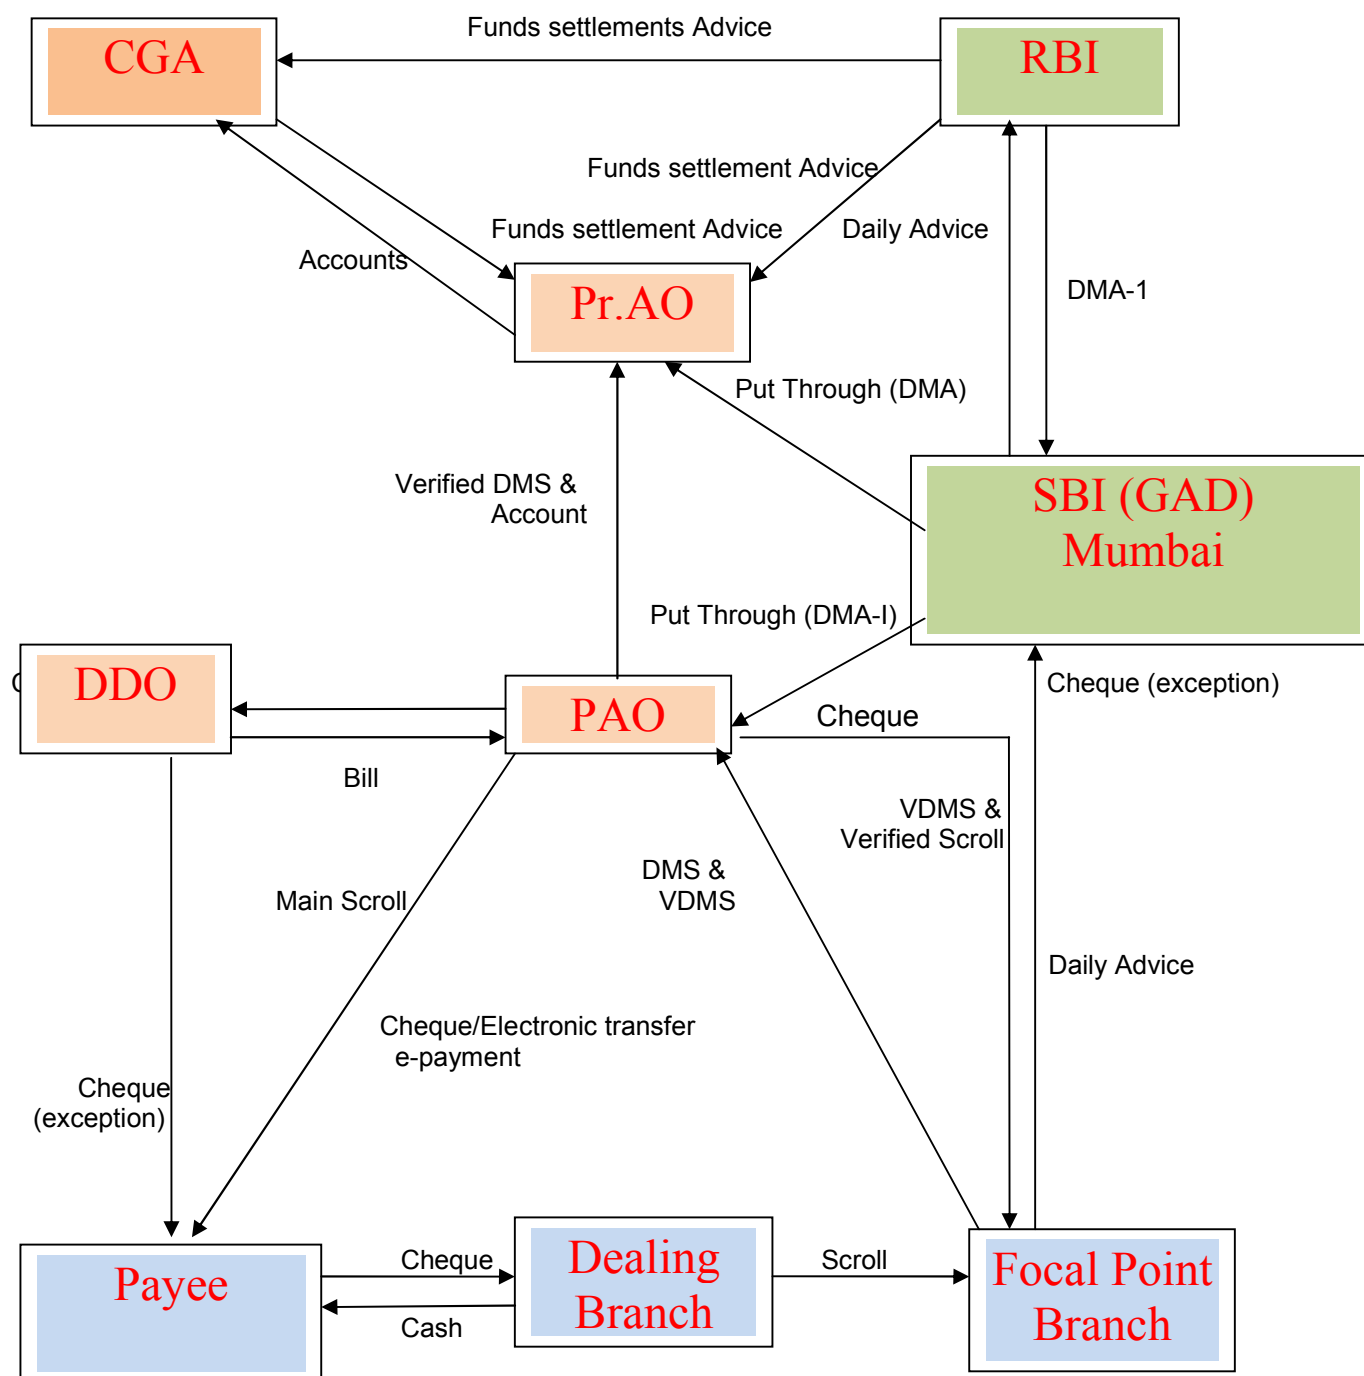 Funds settlements Advice
CGA
RBI
Funds settlement Advice
Funds settlement Advice
Daily Advice
Accounts
Pr.AO
DMA-1
Put Through (DMA)
Verified DMS &
Account
SBI (GAD)
Mumbai
Put Through (DMA-I)
DDO
PAO
Cheque (exception)
Cheque
Bill
VDMS &
Verified Scroll
DMS &
VDMS
Main Scroll
Daily Advice
Cheque/Electronic transfer
e-payment
Cheque
(exception)
Payee
Cheque
Cash
Dealing
Branch
Scroll
Focal Point
Branch